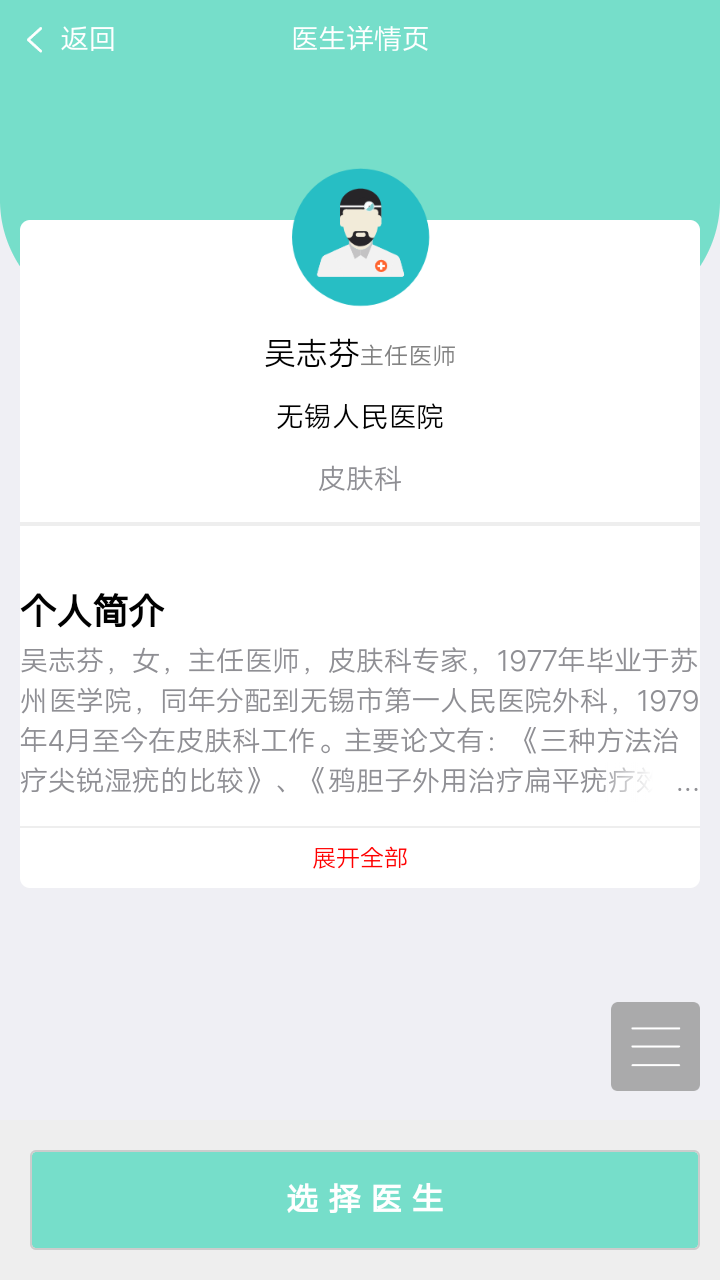 返回
医生详情页
吴志芬主任医师
无锡人民医院
皮肤科
个人简介
吴志芬，女，主任医师，皮肤科专家，1977年毕业于苏
州医学院，同年分配到无锡市第一人民医院外科，1979
年4月至今在皮肤科工作。主要论文有：《三种方法治
疗尖锐湿疣的比较》、《鸦胆子外用治疗扁平疣疗效...
展开全部
选择医生